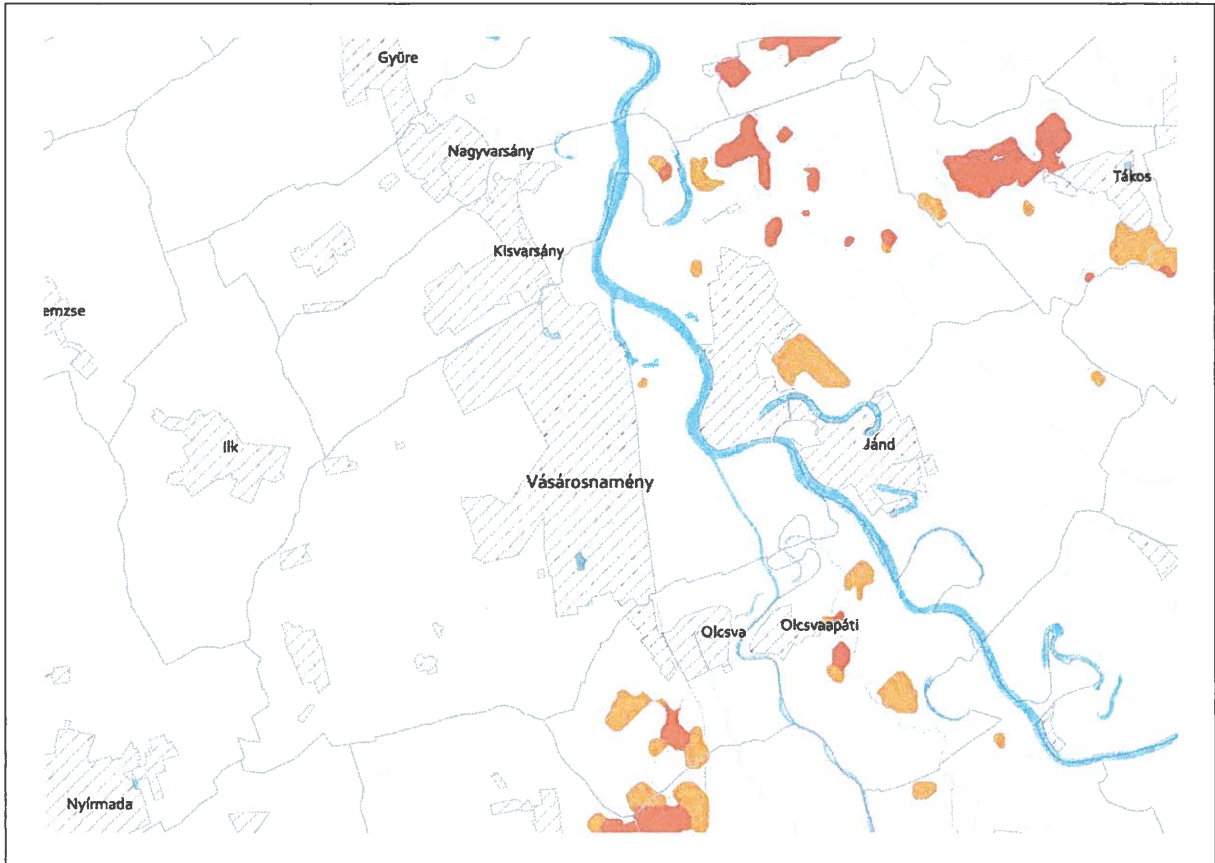 Gyüre
Nagyvarsány
Tákos
Kisvarsány
emzse
Ilk
Jánd
Vásárosnamény
Olcsva
Olcsvaapáti
Nyírmada